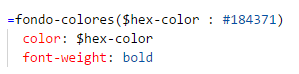 =fondo-colores($hex-color : #184371)
color: $hex-color
font-weight: bold